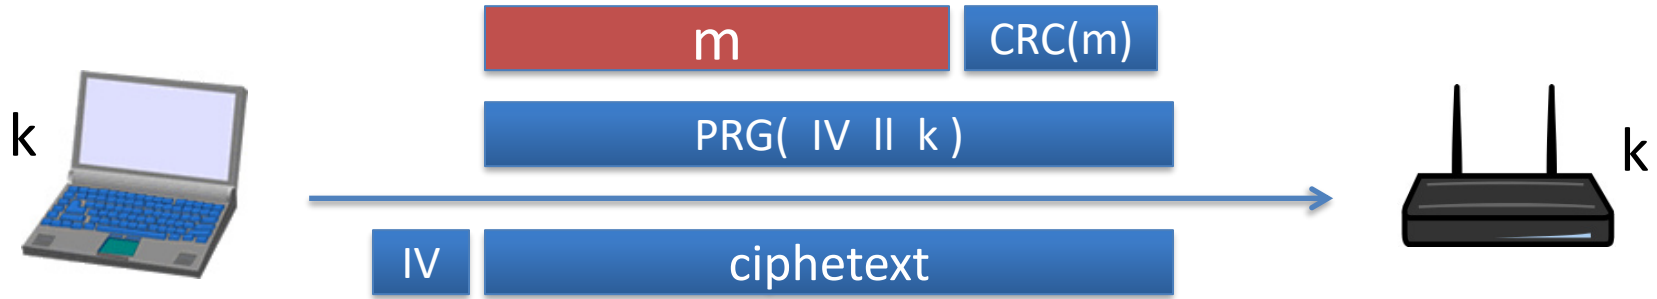 m CRC(m)
k PRG( IV ll k ) k
IV ciphetext